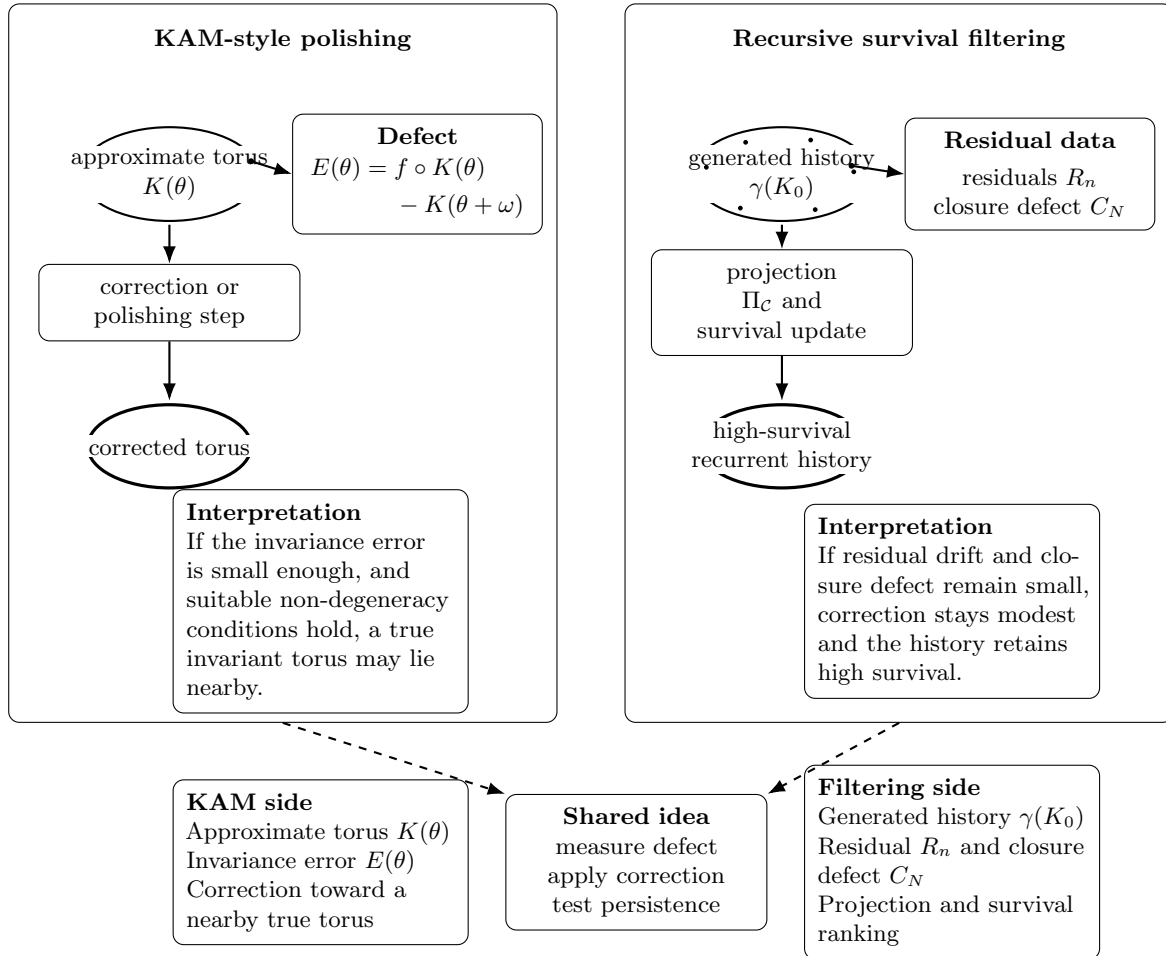 KAM-style polishing
approximate torus
K(θ)
Defect
E(θ) = f ∘ K(θ)
− K(θ + ω)
correction or
polishing step
corrected torus
Interpretation
If the invariance error
is small enough, and
suitable non-degeneracy
conditions hold, a true
invariant torus may lie
nearby.
Recursive survival filtering
generated history
γ(K₀)
Residual data
residuals Rₙ
closure defect C_N
projection
Π_𝒞 and
survival update
high-survival
recurrent history
Interpretation
If residual drift and clo-
sure defect remain small,
correction stays modest
and the history retains
high survival.
KAM side
Approximate torus K(θ)
Invariance error E(θ)
Correction toward a
nearby true torus
Shared idea
measure defect
apply correction
test persistence
Filtering side
Generated history γ(K₀)
Residual Rₙ and closure
defect C_N
Projection and survival
ranking